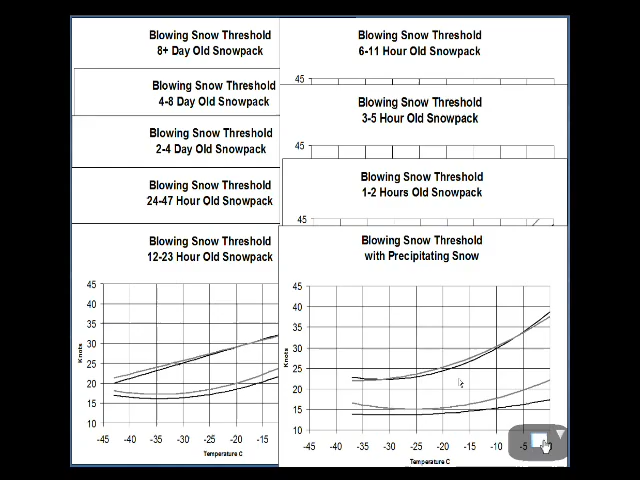 Blowing Snow Threshold
8+ Day Old Snowpack
Blowing Snow Threshold
4-8 Day Old Snowpack
Blowing Snow Threshold
2-4 Day Old Snowpack
Blowing Snow Threshold
24-47 Hour Old Snowpack
Blowing Snow Threshold
12-23 Hour Old Snowpack
45
40
35
30
25
20
15
10
Knots
-45 -40 -35 -30 -25 -20 -15 -10
Temperature C
Blowing Snow Threshold
6-11 Hour Old Snowpack
45
Blowing Snow Threshold
3-5 Hour Old Snowpack
45
Blowing Snow Threshold
1-2 Hours Old Snowpack
45
Blowing Snow Threshold
with Precipitating Snow
45
40
35
30
25
20
15
10
Knots
-45 -40 -35 -30 -25 -20 -15 -10 -5
Temperature C